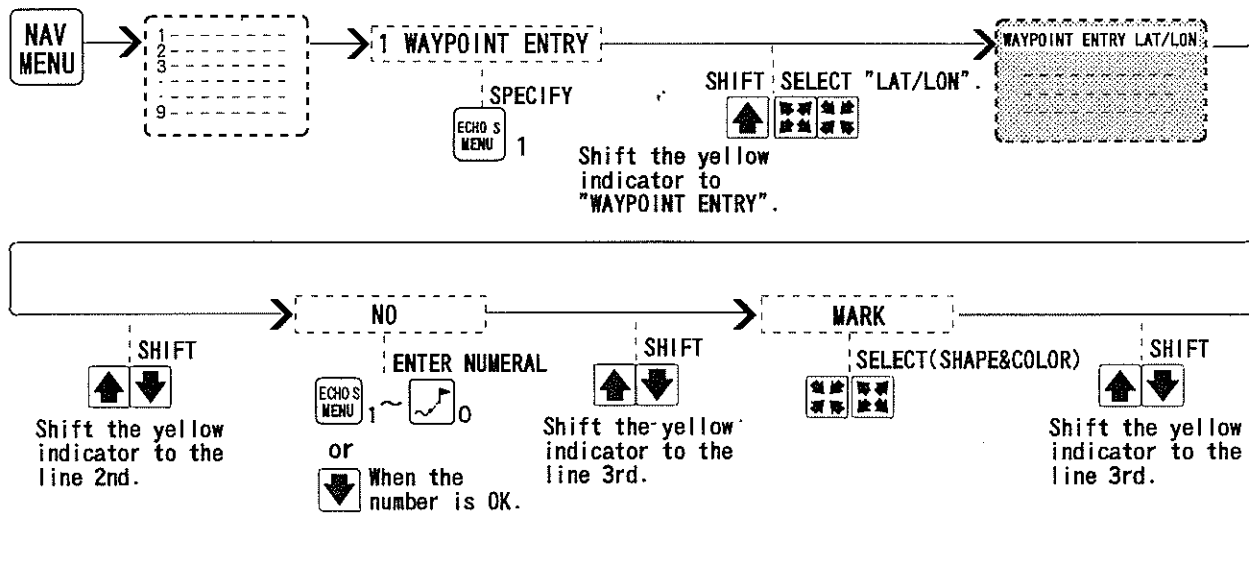 NAV
MENU
1
2
3
9
1 WAYPOINT ENTRY
WAYPOINT ENTRY LAT/LON
SPECIFY
ECHO S
MENU
1
SHIFT
SELECT "LAT/LON".
Shift the yellow
indicator to
"WAYPOINT ENTRY".
NO
MARK
SHIFT
ENTER NUMERAL
ECHO S
MENU
1~
0
or
When the
number is OK.
SHIFT
SELECT(SHAPE&COLOR)
SHIFT
Shift the yellow
indicator to the
line 2nd.
Shift the yellow
indicator to the
line 3rd.
Shift the yellow
indicator to the
line 3rd.